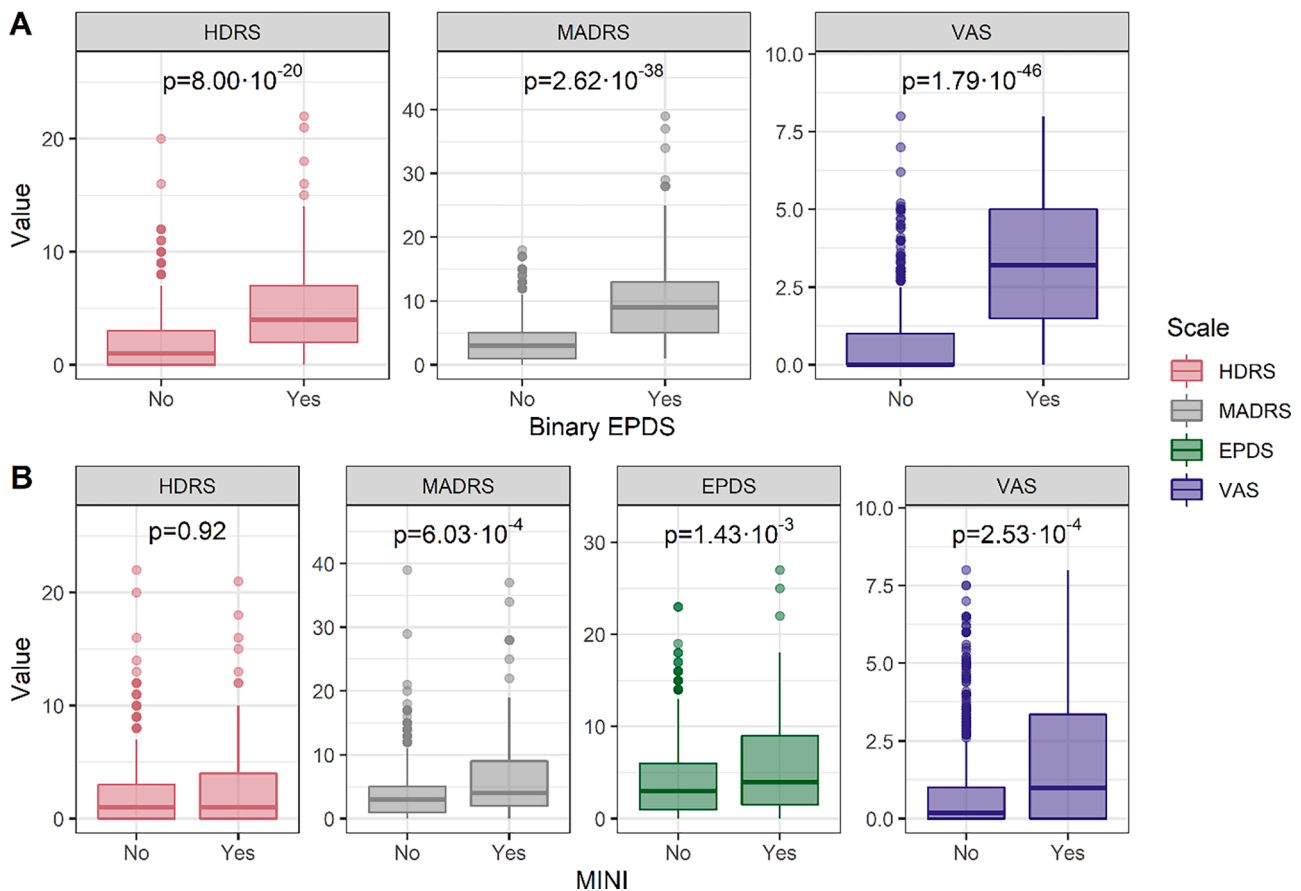 A
HDRS
MADRS
VAS
p=8.00·10^-20
p=2.62·10^-38
p=1.79·10^-46
Value
20
10
0
40
30
20
10
0
10.0
7.5
5.0
2.5
0.0
No Yes
No Yes
No Yes
Binary EPDS
B
HDRS
MADRS
EPDS
VAS
p=0.92
p=6.03·10^-4
p=1.43·10^-3
p=2.53·10^-4
Value
20
10
0
40
30
20
10
0
30
20
10
0
10.0
7.5
5.0
2.5
0.0
No Yes
No Yes
No Yes
No Yes
MINI
Scale
HDRS
MADRS
EPDS
VAS